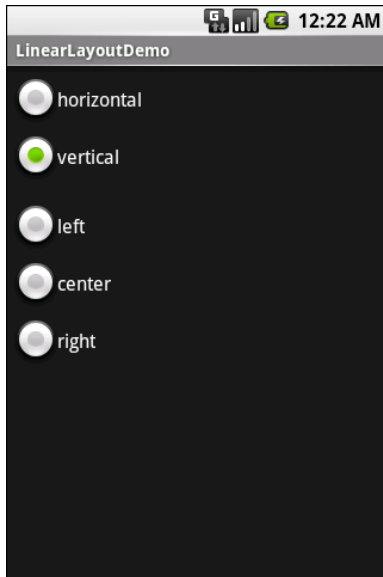 G
12:22 AM
LinearLayoutDemo
horizontal
vertical
left
center
right